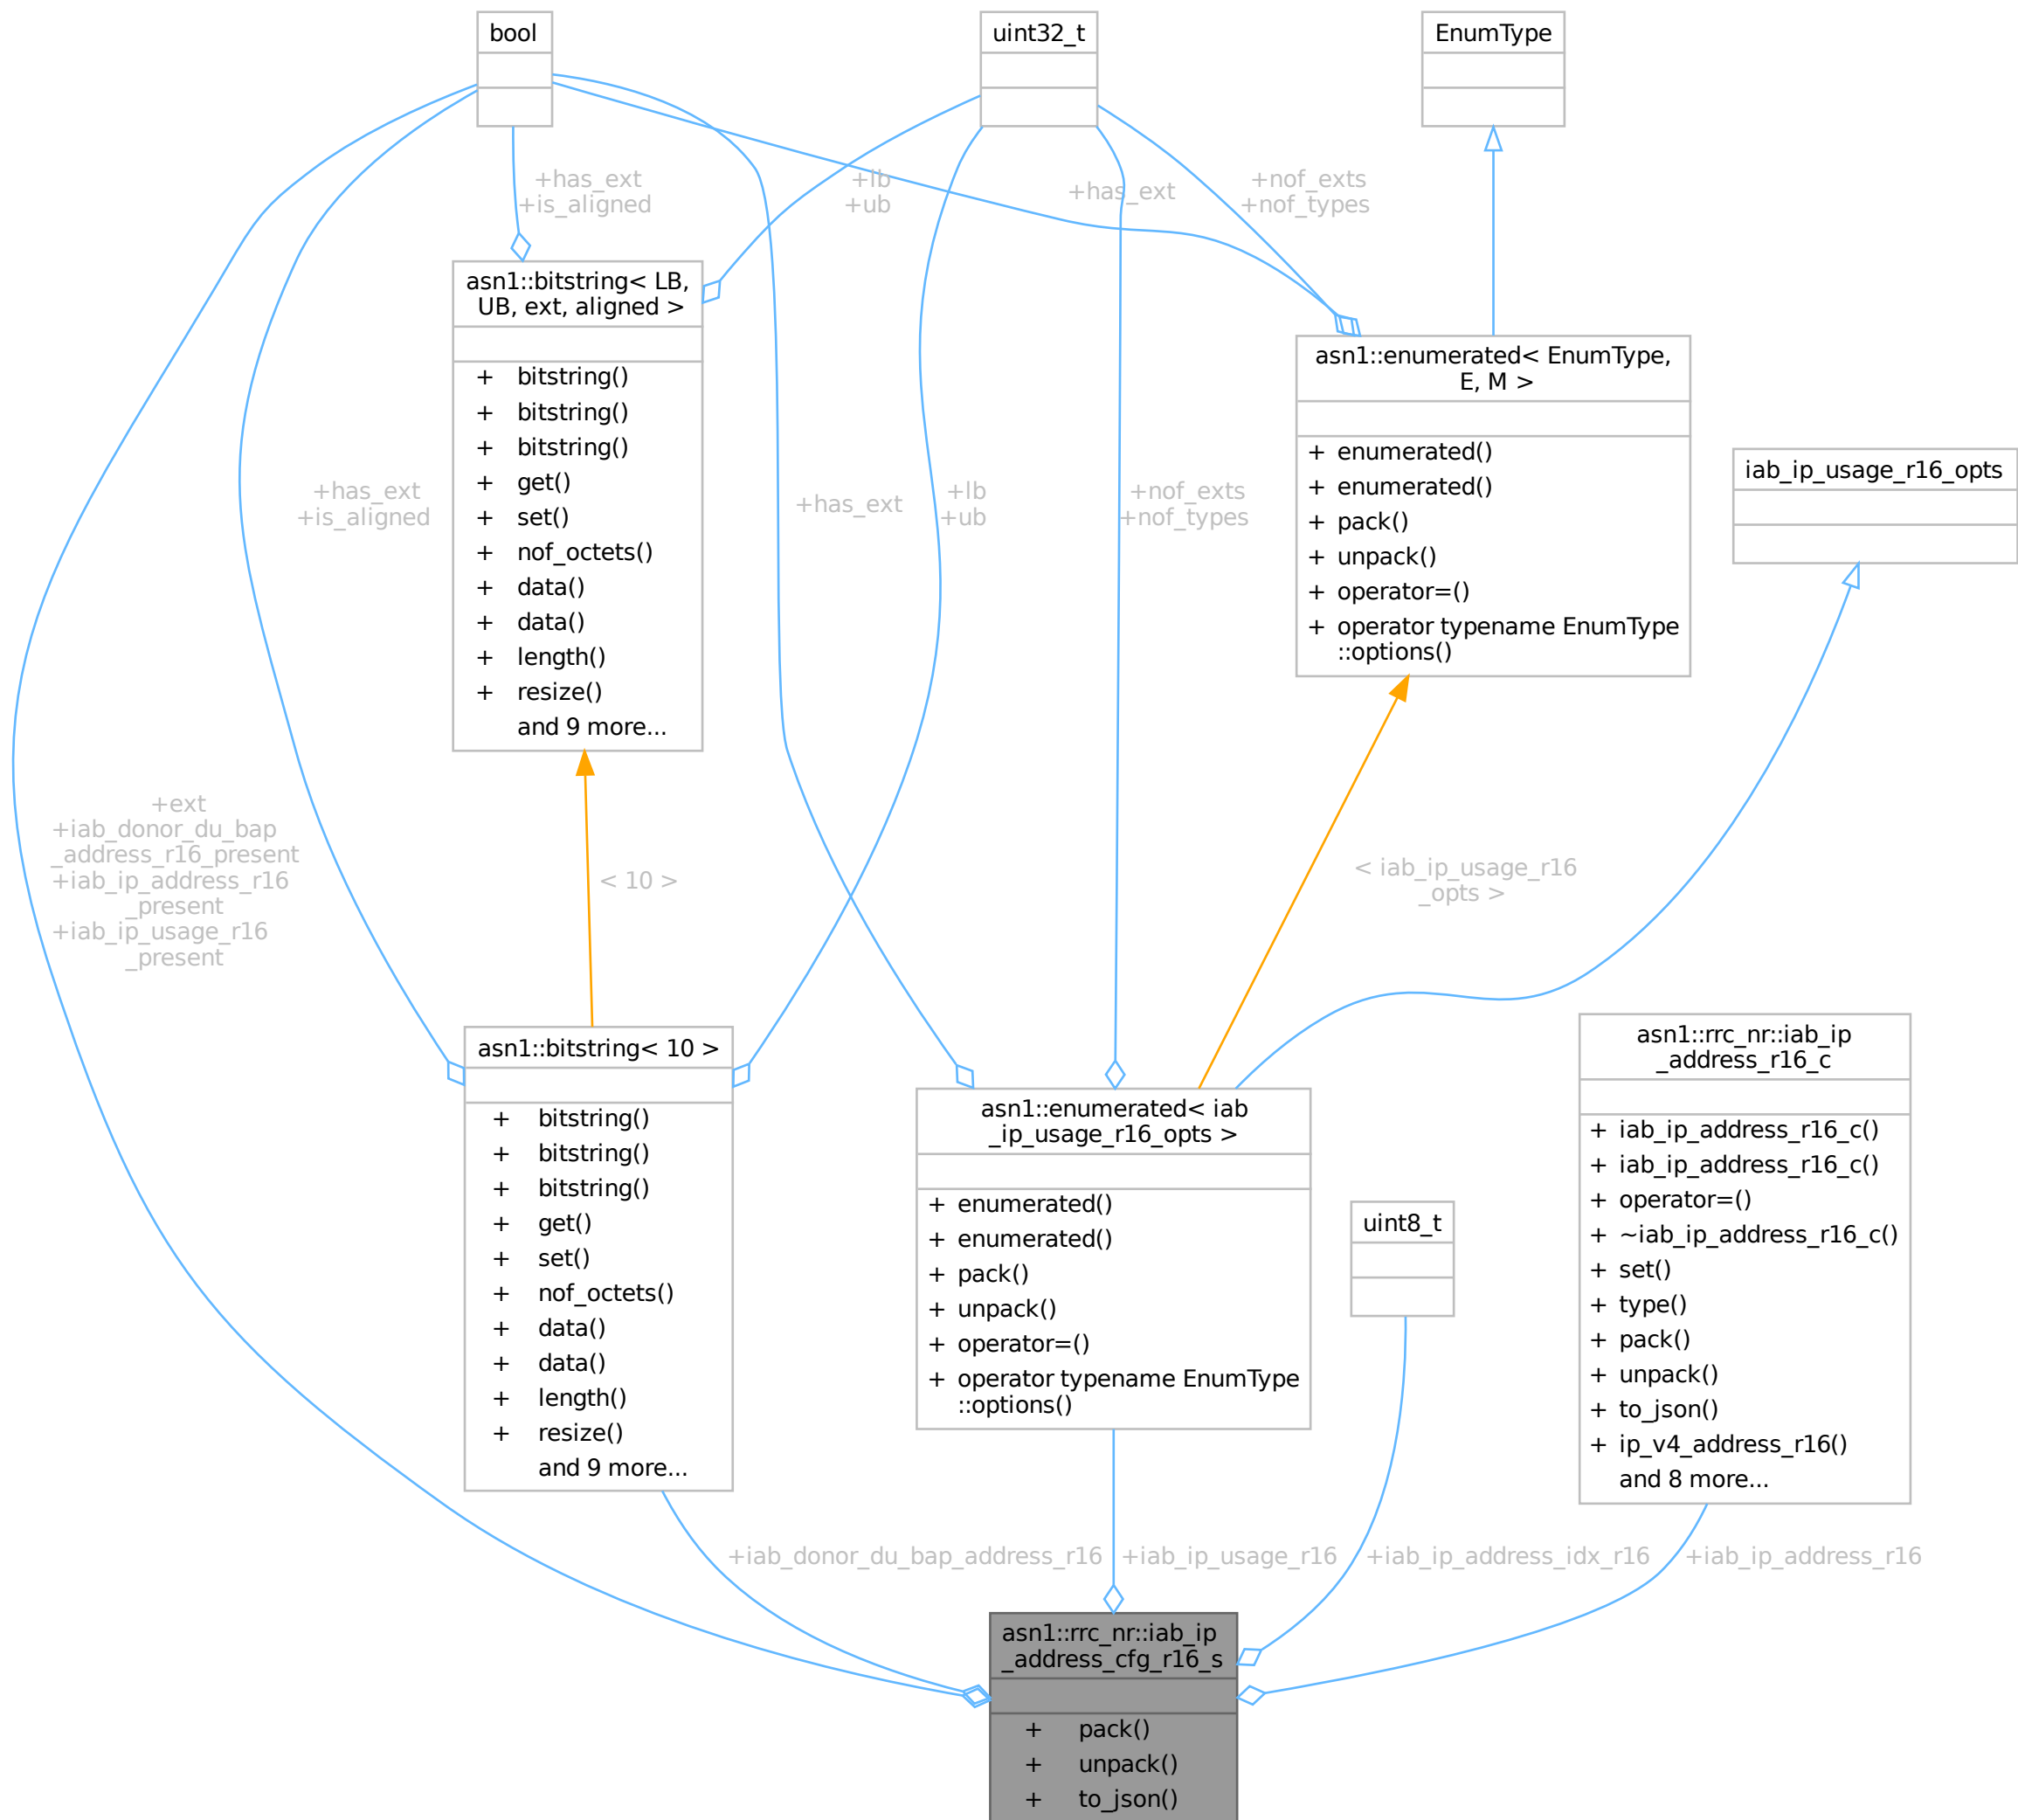 bool
uint32_t
EnumType
+has_ext
+is_aligned
+lb
+ub
+has_ext
+nof_exts
+nof_types
asn1::bitstring< LB,
UB, ext, aligned >
+ bitstring()
+ bitstring()
+ bitstring()
+ get()
+ set()
+ nof_octets()
+ data()
+ data()
+ length()
+ resize()
and 9 more...
asn1::enumerated< EnumType,
E, M >
+ enumerated()
+ enumerated()
+ pack()
+ unpack()
+ operator=()
+ operator typename EnumType
::options()
iab_ip_usage_r16_opts
+has_ext
+is_aligned
+has_ext
+lb
+ub
+nof_exts
+nof_types
+ext
+iab_donor_du_bap
_address_r16_present
+iab_ip_address_r16
_present
+iab_ip_usage_r16
_present
< 10 >
< iab_ip_usage_r16
_opts >
asn1::bitstring< 10 >
+ bitstring()
+ bitstring()
+ bitstring()
+ get()
+ set()
+ nof_octets()
+ data()
+ data()
+ length()
+ resize()
and 9 more...
asn1::enumerated< iab
_ip_usage_r16_opts >
+ enumerated()
+ enumerated()
+ pack()
+ unpack()
+ operator=()
+ operator typename EnumType
::options()
uint8_t
asn1::rrc_nr::iab_ip
_address_r16_c
+ iab_ip_address_r16_c()
+ iab_ip_address_r16_c()
+ operator=()
+ ~iab_ip_address_r16_c()
+ set()
+ type()
+ pack()
+ unpack()
+ to_json()
+ ip_v4_address_r16()
and 8 more...
+iab_donor_du_bap_address_r16
+iab_ip_usage_r16
+iab_ip_address_idx_r16
+iab_ip_address_r16
asn1::rrc_nr::iab_ip
_address_cfg_r16_s
+ pack()
+ unpack()
+ to_json()